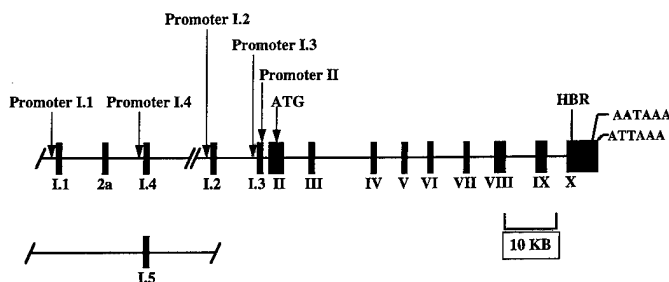 Promoter I.2
Promoter I.3
Promoter II
Promoter I.1
Promoter I.4
ATG
HBR
AATAAA
ATTAAA
I.1
2a
I.4
I.2
I.3
II
III
IV
V
VI
VII
VIII
IX
X
10 KB
I.5